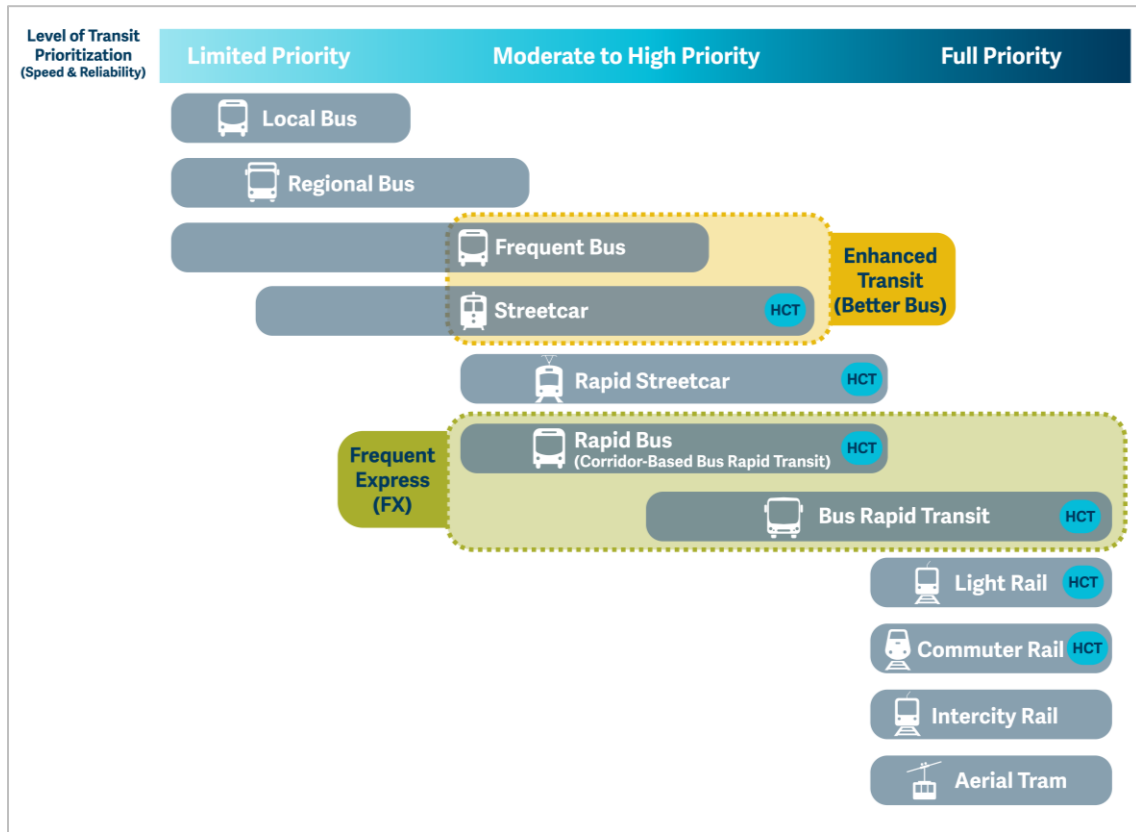 Level of Transit
Prioritization
(Speed & Reliability)
Limited Priority
Moderate to High Priority
Full Priority
Local Bus
Regional Bus
Frequent Bus
Streetcar
HCT
Enhanced
Transit
(Better Bus)
Rapid Streetcar
HCT
Frequent
Express
(FX)
Rapid Bus
(Corridor-Based Bus Rapid Transit)
HCT
Bus Rapid Transit
HCT
Light Rail
HCT
Commuter Rail
HCT
Intercity Rail
Aerial Tram